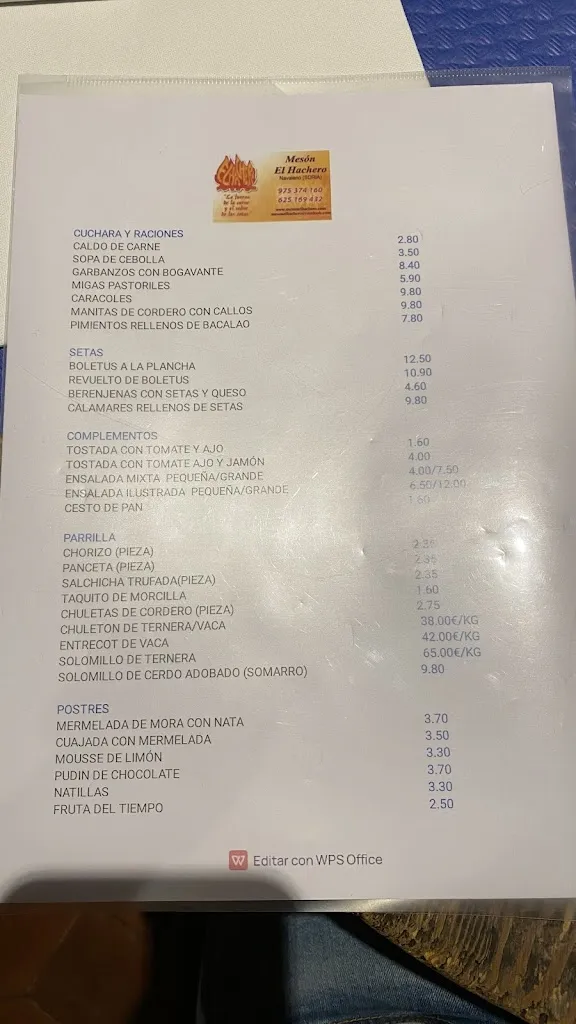 Mesón
El Hachero
Navaleno (SORIA)
975 374 160
625 169 432
CUCHARA Y RACIONES
CALDO DE CARNE 2.80
SOPA DE CEBOLLA 3.50
GARBANZOS CON BOGAVANTE 8.40
MIGAS PASTORILES 5.90
CARACOLES 9.80
MANITAS DE CORDERO CON CALLOS 9.80
PIMIENTOS RELLENOS DE BACALAO 7.80
SETAS
BOLETUS A LA PLANCHA 12.50
REVUELTO DE BOLETUS 10.90
BERENJENAS CON SETAS Y QUESO 4.60
CALAMARES RELLENOS DE SETAS 9.80
COMPLEMENTOS
TOSTADA CON TOMATE Y AJO 1.60
TOSTADA CON TOMATE AJO Y JAMÓN 4.00
ENSALADA MIXTA PEQUEÑA/GRANDE 4.00/7.50
ENSALADA ILUSTRADA PEQUEÑA/GRANDE 6.50/12.00
CESTO DE PAN 1.60
PARRILLA
CHORIZO (PIEZA) 2.35
PANCETA (PIEZA) 2.35
SALCHICHA TRUFADA(PIEZA) 2.35
TAQUITO DE MORCILLA 1.60
CHULETAS DE CORDERO (PIEZA) 2.75
CHULETON DE TERNERA/VACA 38.00€/KG
ENTRECOT DE VACA 42.00€/KG
SOLOMILLO DE TERNERA 65.00€/KG
SOLOMILLO DE CERDO ADOBADO (SOMARRO) 9.80
POSTRES
MERMELADA DE MORA CON NATA 3.70
CUAJADA CON MERMELADA 3.50
MOUSSE DE LIMÓN 3.30
PUDIN DE CHOCOLATE 3.70
NATILLAS 3.30
FRUTA DEL TIEMPO 2.50
Editar con WPS Office